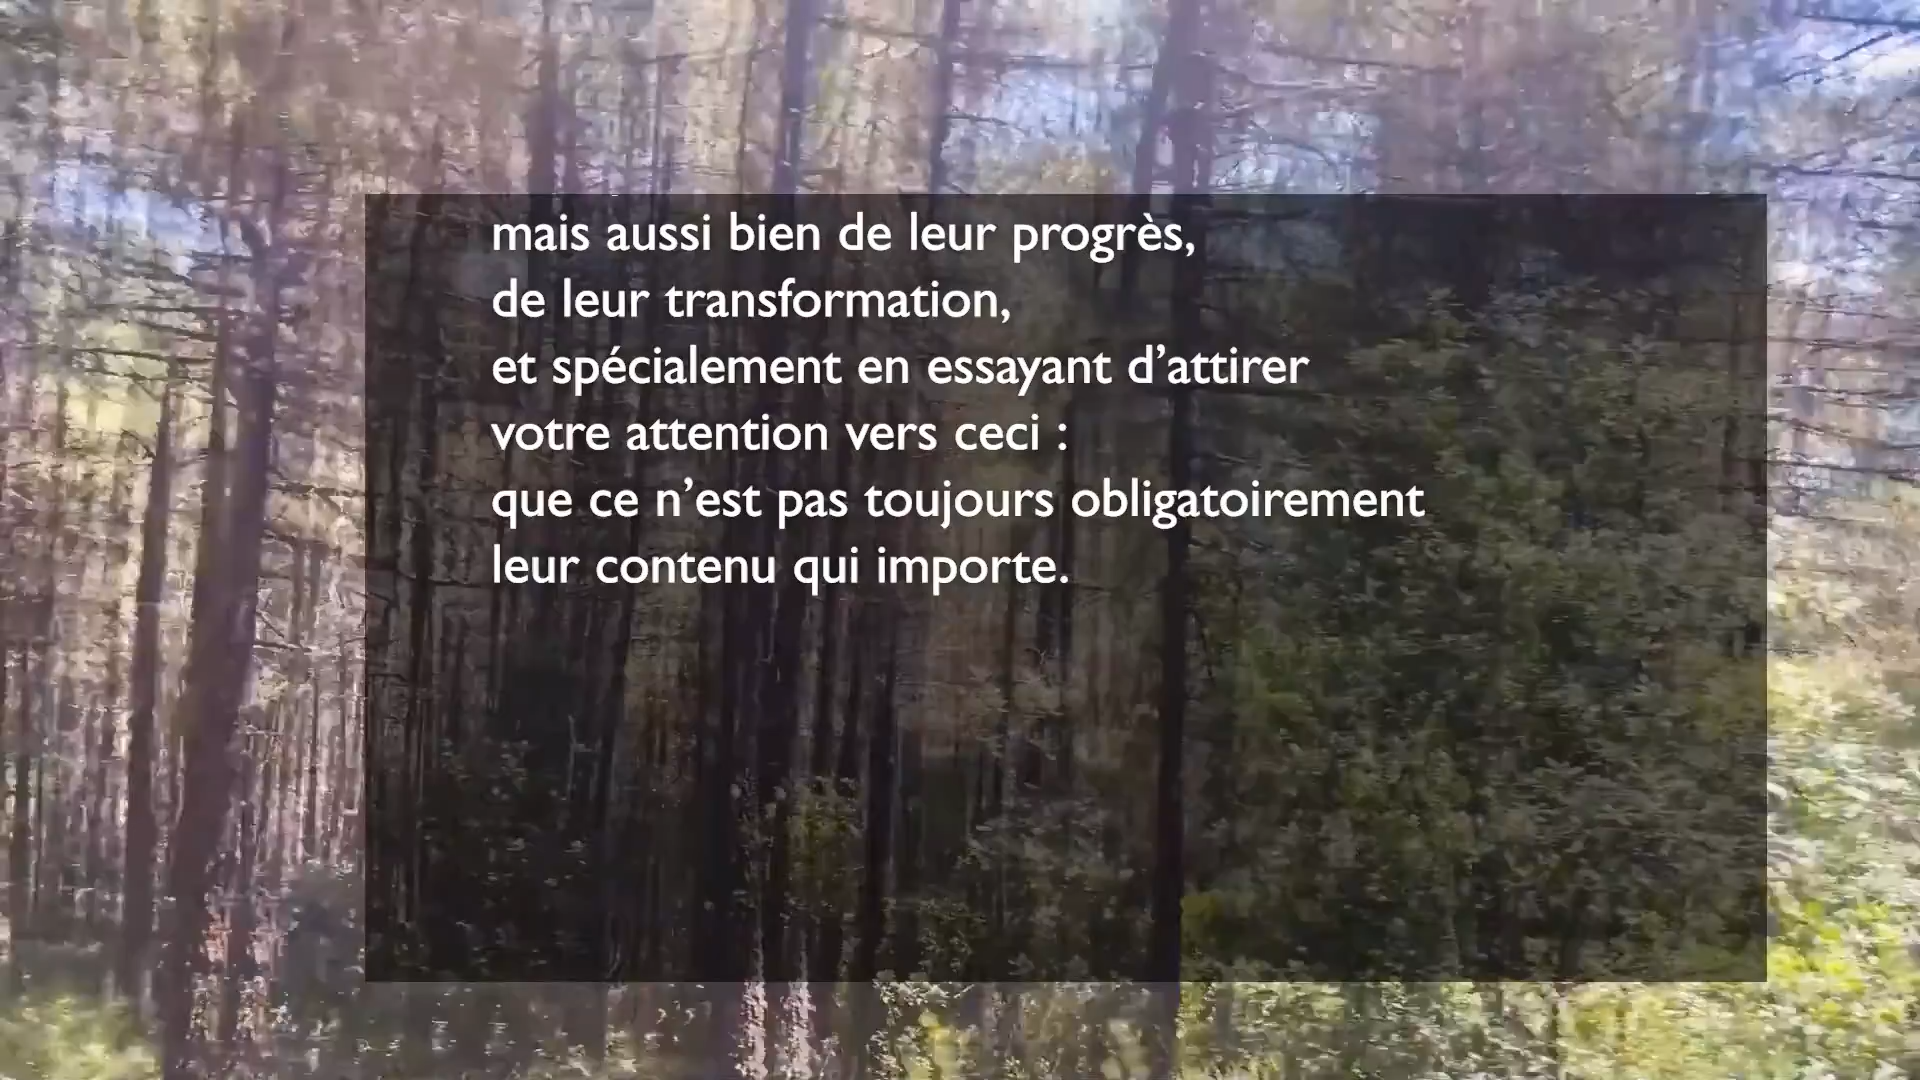 mais aussi bien de leur progrès,
de leur transformation,
et spécialement en essayant d’attirer
votre attention vers ceci :
que ce n’est pas toujours obligatoirement
leur contenu qui importe.